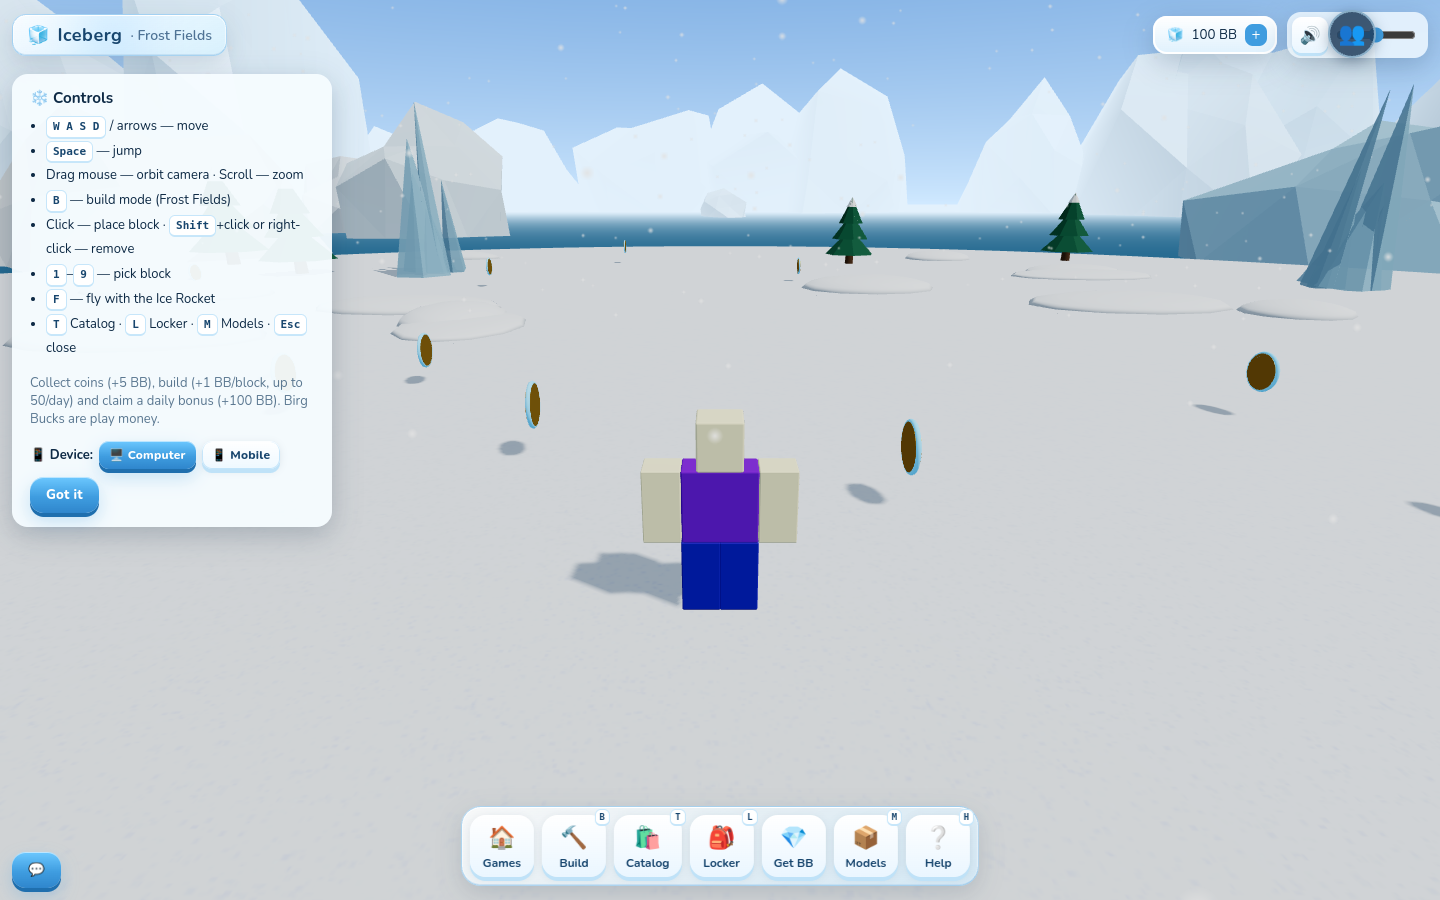 Iceberg · Frost Fields
100 BB +
Controls
W A S D / arrows — move
Space — jump
Drag mouse — orbit camera · Scroll — zoom
B — build mode (Frost Fields)
Click — place block · Shift+click or right-
click — remove
1–9 — pick block
F — fly with the Ice Rocket
T Catalog · L Locker · M Models · Esc
close
Collect coins (+5 BB), build (+1 BB/block, up to
50/day) and claim a daily bonus (+100 BB). Birg
Bucks are play money.
Device: Computer Mobile
Got it
B T L M H
Games Build Catalog Locker Get BB Models Help